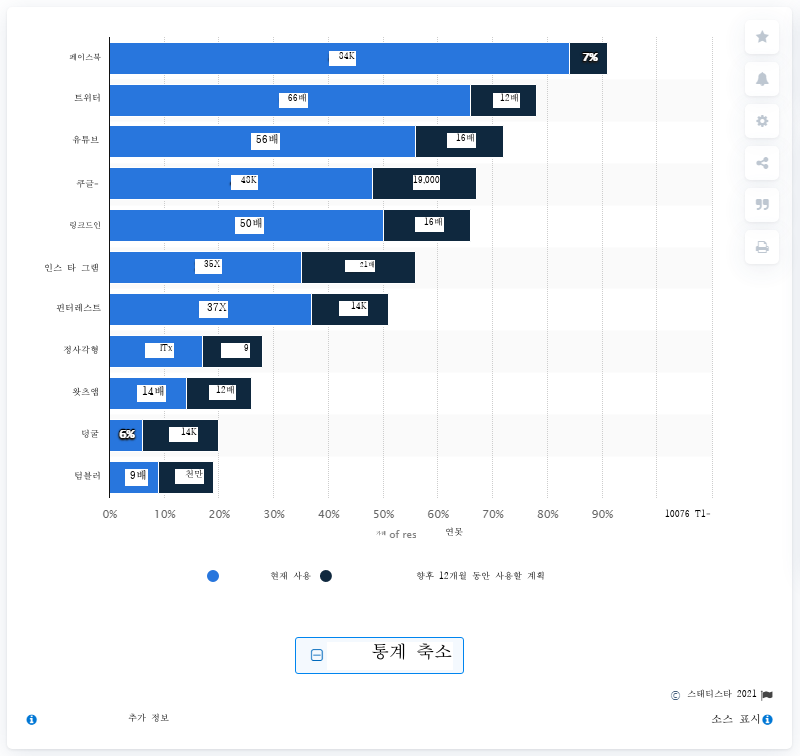 페이스북 84K 7%
트위터 66배 12배
유튜브 56배 16배
쿠글- 48K 19,000
링크드인 50배 16배
인스 타 그램 35X 21배
핀터레스트 37X 14K
정사각형 ITx 9
왓츠앱 14배 12배
덩굴 6% 14K
텀블러 9배 천만
0% 10% 20% 30% 40% 50% 60% 70% 80% 90% 10076 T1-
of res 연못
현재 사용 향후 12개월 동안 사용할 계획
통계 축소
© 스태티스타 2021
추가 정보 소스 표시